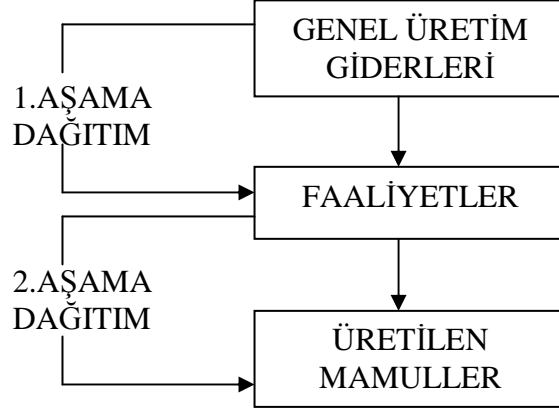 GENEL ÜRETİM
GİDERLERİ
1.AŞAMA
DAĞITIM
FAALİYETLER
2.AŞAMA
DAĞITIM
ÜRETİLEN
MAMULLER